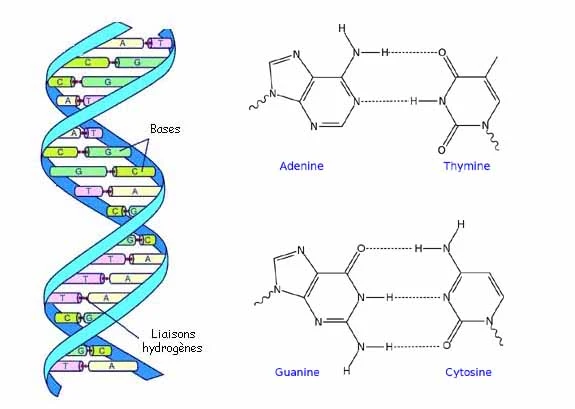 A T
C G
C G
A T
A T
C G
G C
T A
C G
G C
T A
T A
T A
C G
G C
T A
Bases
Liaisons
hydrogènes
H
N H O
N
N
N N H N
N
N O N
Adenine Thymine
H
O H N
N
N
N H N
N
N N
N H O
H
Guanine Cytosine